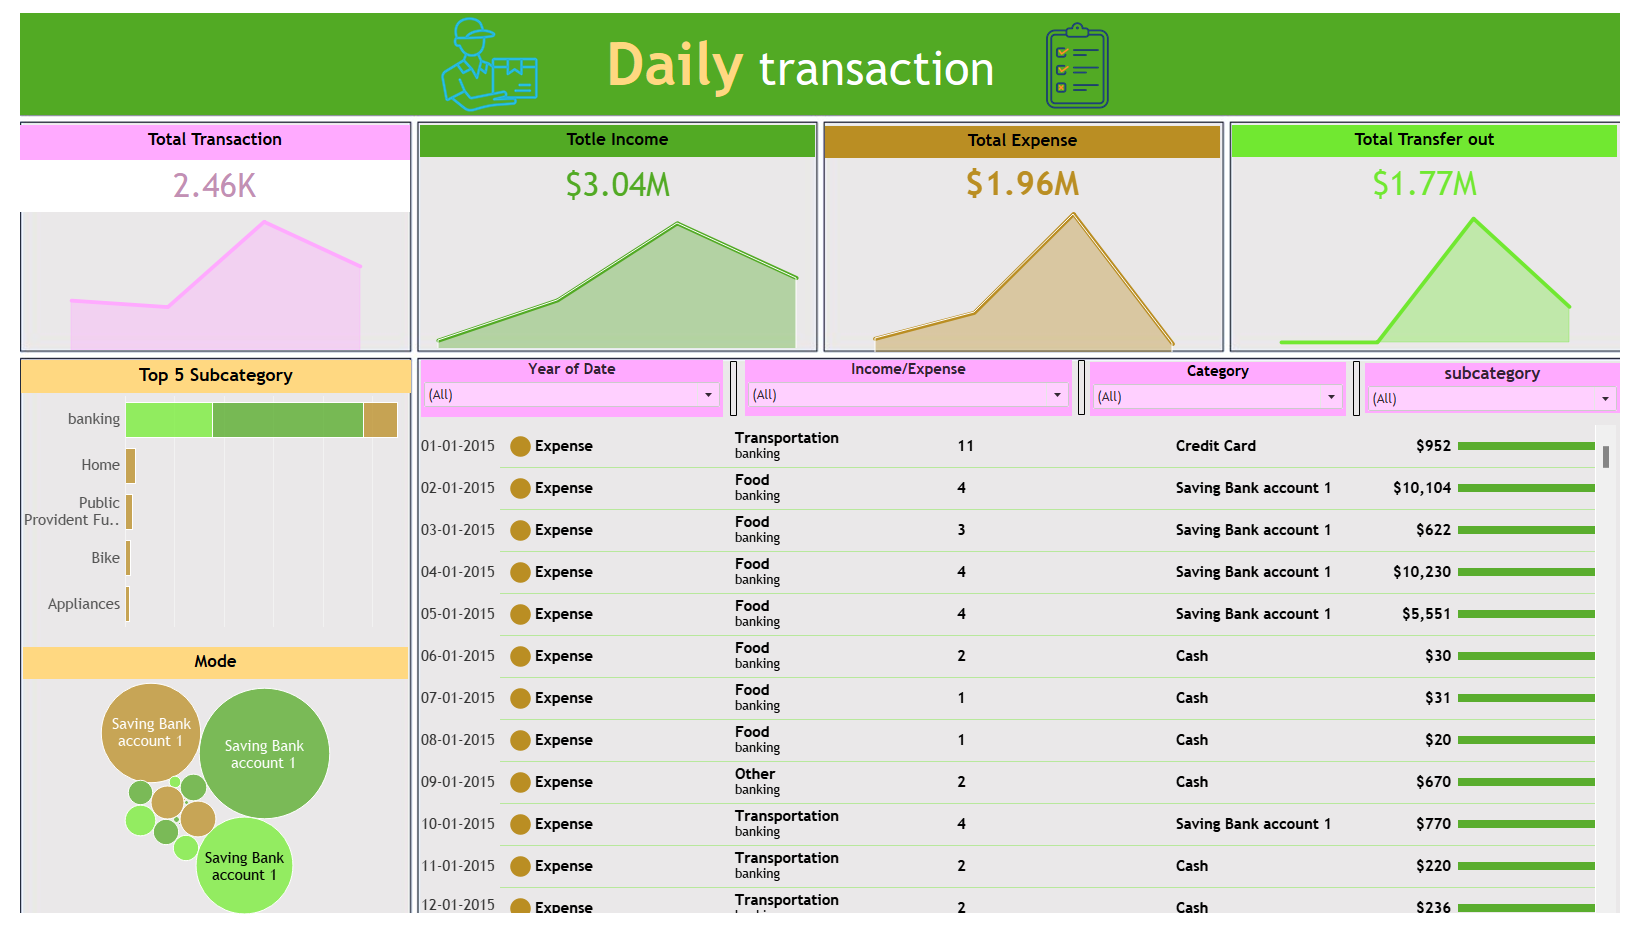 Daily transaction
Total Transaction
2.46K
Totle Income
$3.04M
Total Expense
$1.96M
Total Transfer out
$1.77M
Top 5 Subcategory
banking
Home
Public
Provident Fu..
Bike
Appliances
Mode
Saving Bank
account 1
Saving Bank
account 1
Saving Bank
account 1
Year of Date
(All)
Income/Expense
(All)
Category
(All)
subcategory
(All)
01-01-2015 Expense Transportation banking 11 Credit Card $952
02-01-2015 Expense Food banking 4 Saving Bank account 1 $10,104
03-01-2015 Expense Food banking 3 Saving Bank account 1 $622
04-01-2015 Expense Food banking 4 Saving Bank account 1 $10,230
05-01-2015 Expense Food banking 4 Saving Bank account 1 $5,551
06-01-2015 Expense Food banking 2 Cash $30
07-01-2015 Expense Food banking 1 Cash $31
08-01-2015 Expense Food banking 1 Cash $20
09-01-2015 Expense Other banking 2 Cash $670
10-01-2015 Expense Transportation banking 4 Saving Bank account 1 $770
11-01-2015 Expense Transportation banking 2 Cash $220
12-01-2015 Expense Transportation 2 Cash $236